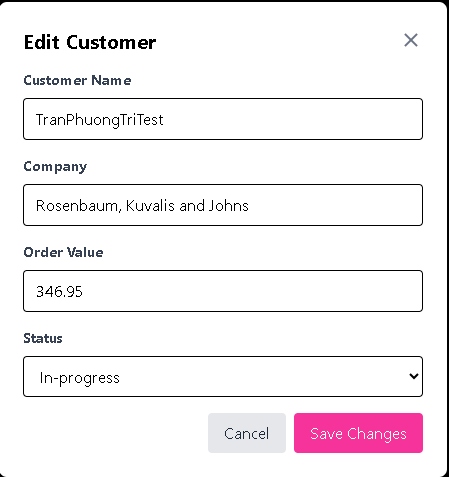 Edit Customer
Customer Name
TranPhuongTriTest
Company
Rosenbaum, Kuvalis and Johns
Order Value
346.95
Status
In-progress
Cancel
Save Changes